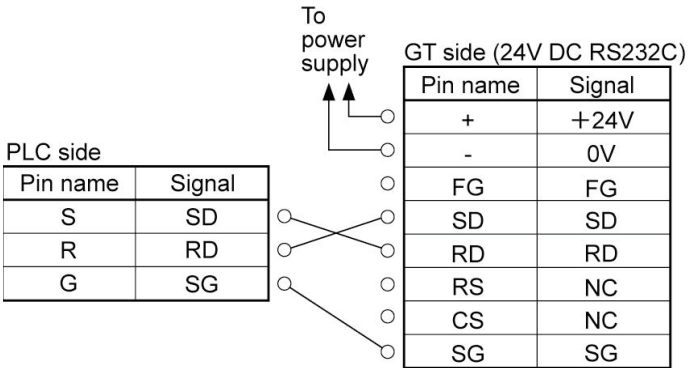 To
power
supply
GT side (24V DC RS232C)
Pin name Signal
+ +24V
- 0V
FG FG
SD SD
RD RD
RS NC
CS NC
SG SG
PLC side
Pin name Signal
S SD
R RD
G SG